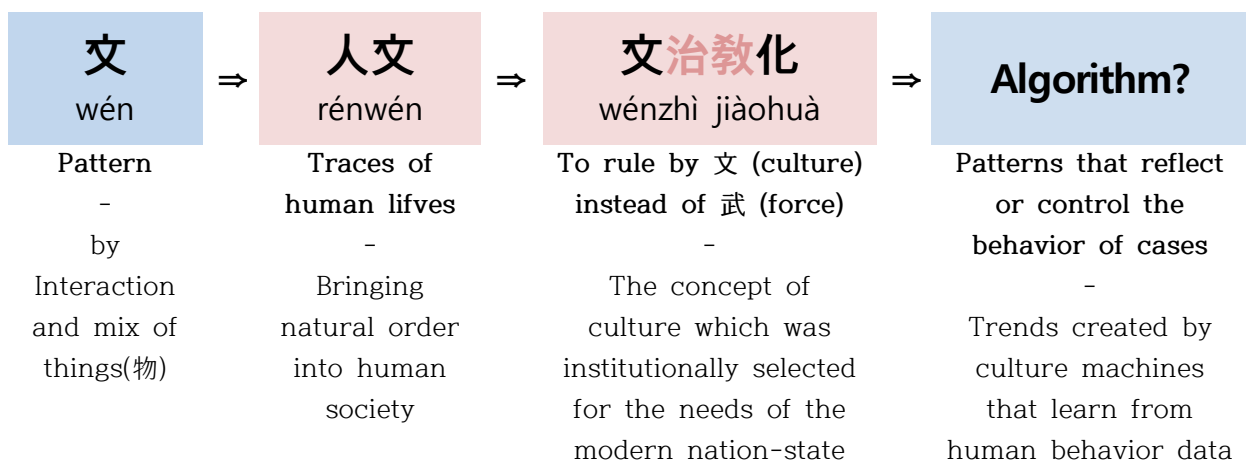 文
wén
Pattern
-
by
Interaction
and mix of
things(物)
⇒
人文
rénwén
Traces of
human lifves
-
Bringing
natural order
into human
society
⇒
文治敎化
wénzhì jiàohuà
To rule by 文 (culture)
instead of 武 (force)
-
The concept of
culture which was
institutionally selected
for the needs of the
modern nation-state
⇒
Algorithm?
Patterns that reflect
or control the
behavior of cases
-
Trends created by
culture machines
that learn from
human behavior data